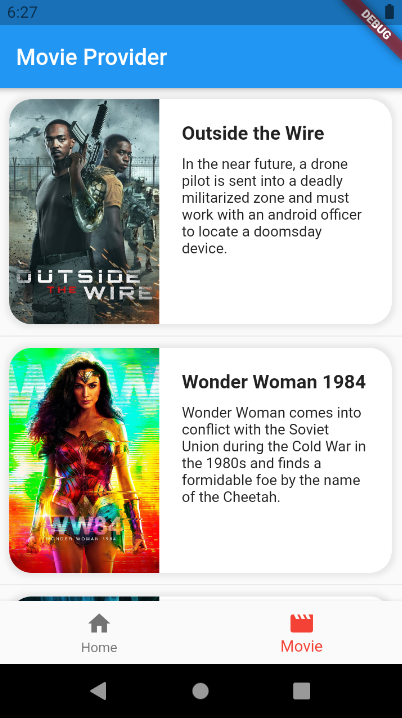 6:27
DEBUG
Movie Provider
Outside the Wire
In the near future, a drone
pilot is sent into a deadly
militarized zone and must
work with an android officer
to locate a doomsday
device.
OUTSIDE
THE WIRE
Wonder Woman 1984
Wonder Woman comes into
conflict with the Soviet
Union during the Cold War in
the 1980s and finds a
formidable foe by the name
of the Cheetah.
WW84
WONDER WOMAN 1984
Home
Movie